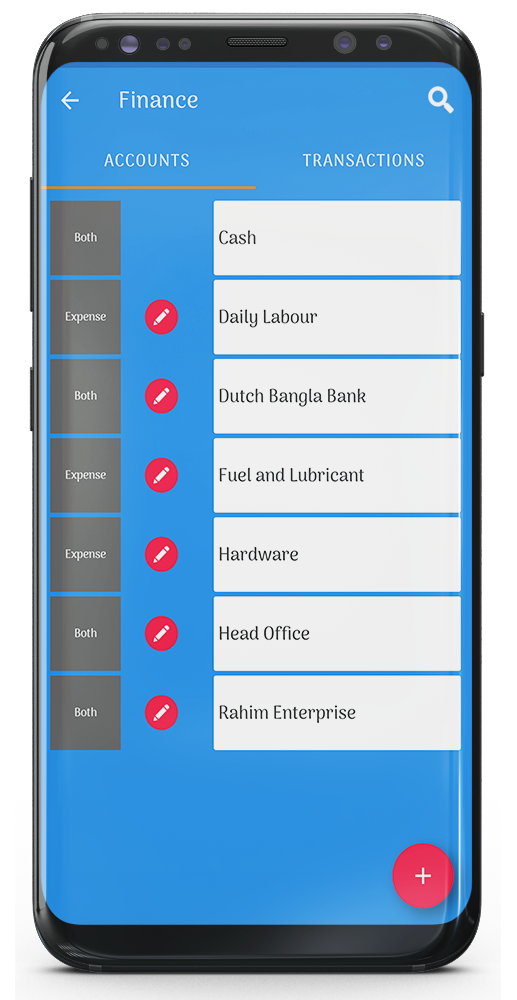 Finance
ACCOUNTS TRANSACTIONS
Both Cash
Expense Daily Labour
Both Dutch Bangla Bank
Expense Fuel and Lubricant
Expense Hardware
Both Head Office
Both Rahim Enterprise